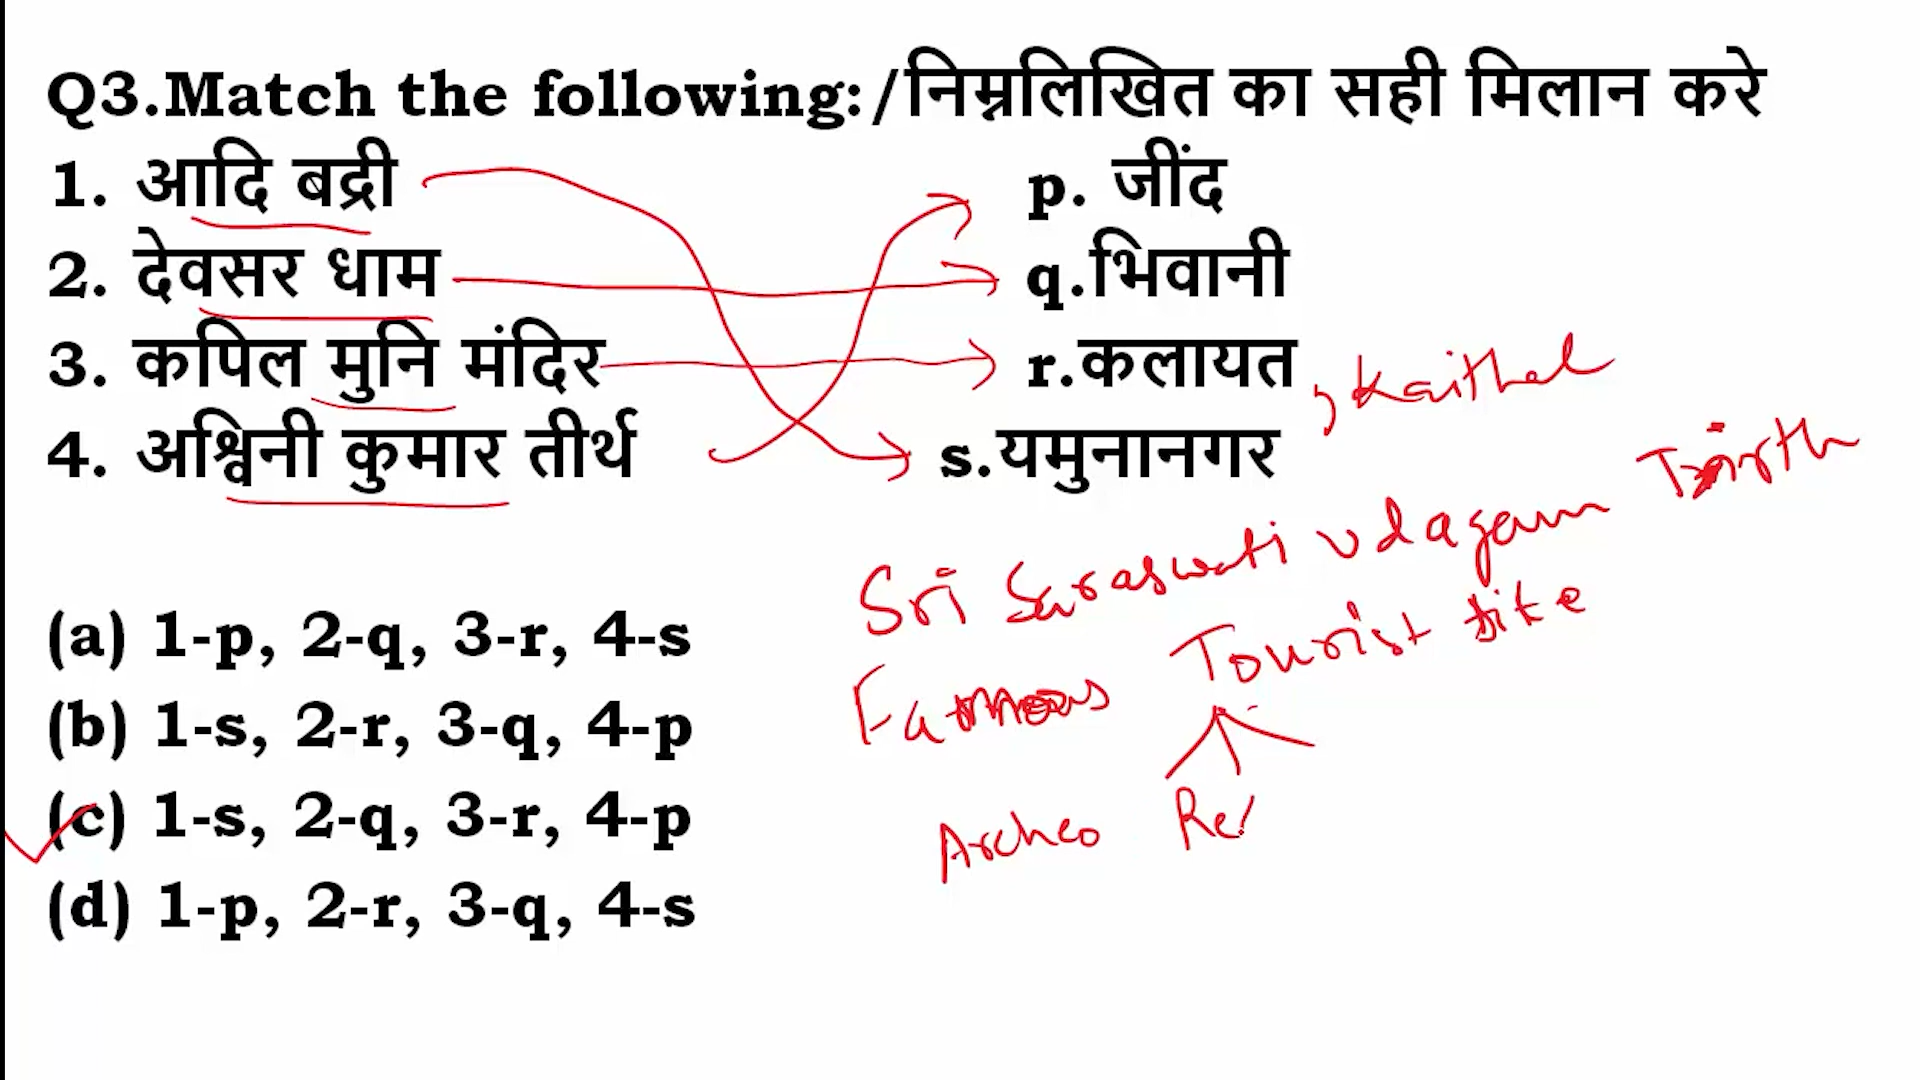 Q3.Match the following:/निम्नलिखित का सही मिलान करे
1. आदि बद्री p. जींद
2. देवसर धाम q.भिवानी
3. कपिल मुनि मंदिर r.कलायत , Kaithal
4. अश्विनी कुमार तीर्थ s.यमुनानगर
Sri Saraswati Udagam Tirth
Famous Tourist site
Archeo Rel
(a) 1-p, 2-q, 3-r, 4-s
(b) 1-s, 2-r, 3-q, 4-p
(c) 1-s, 2-q, 3-r, 4-p
(d) 1-p, 2-r, 3-q, 4-s